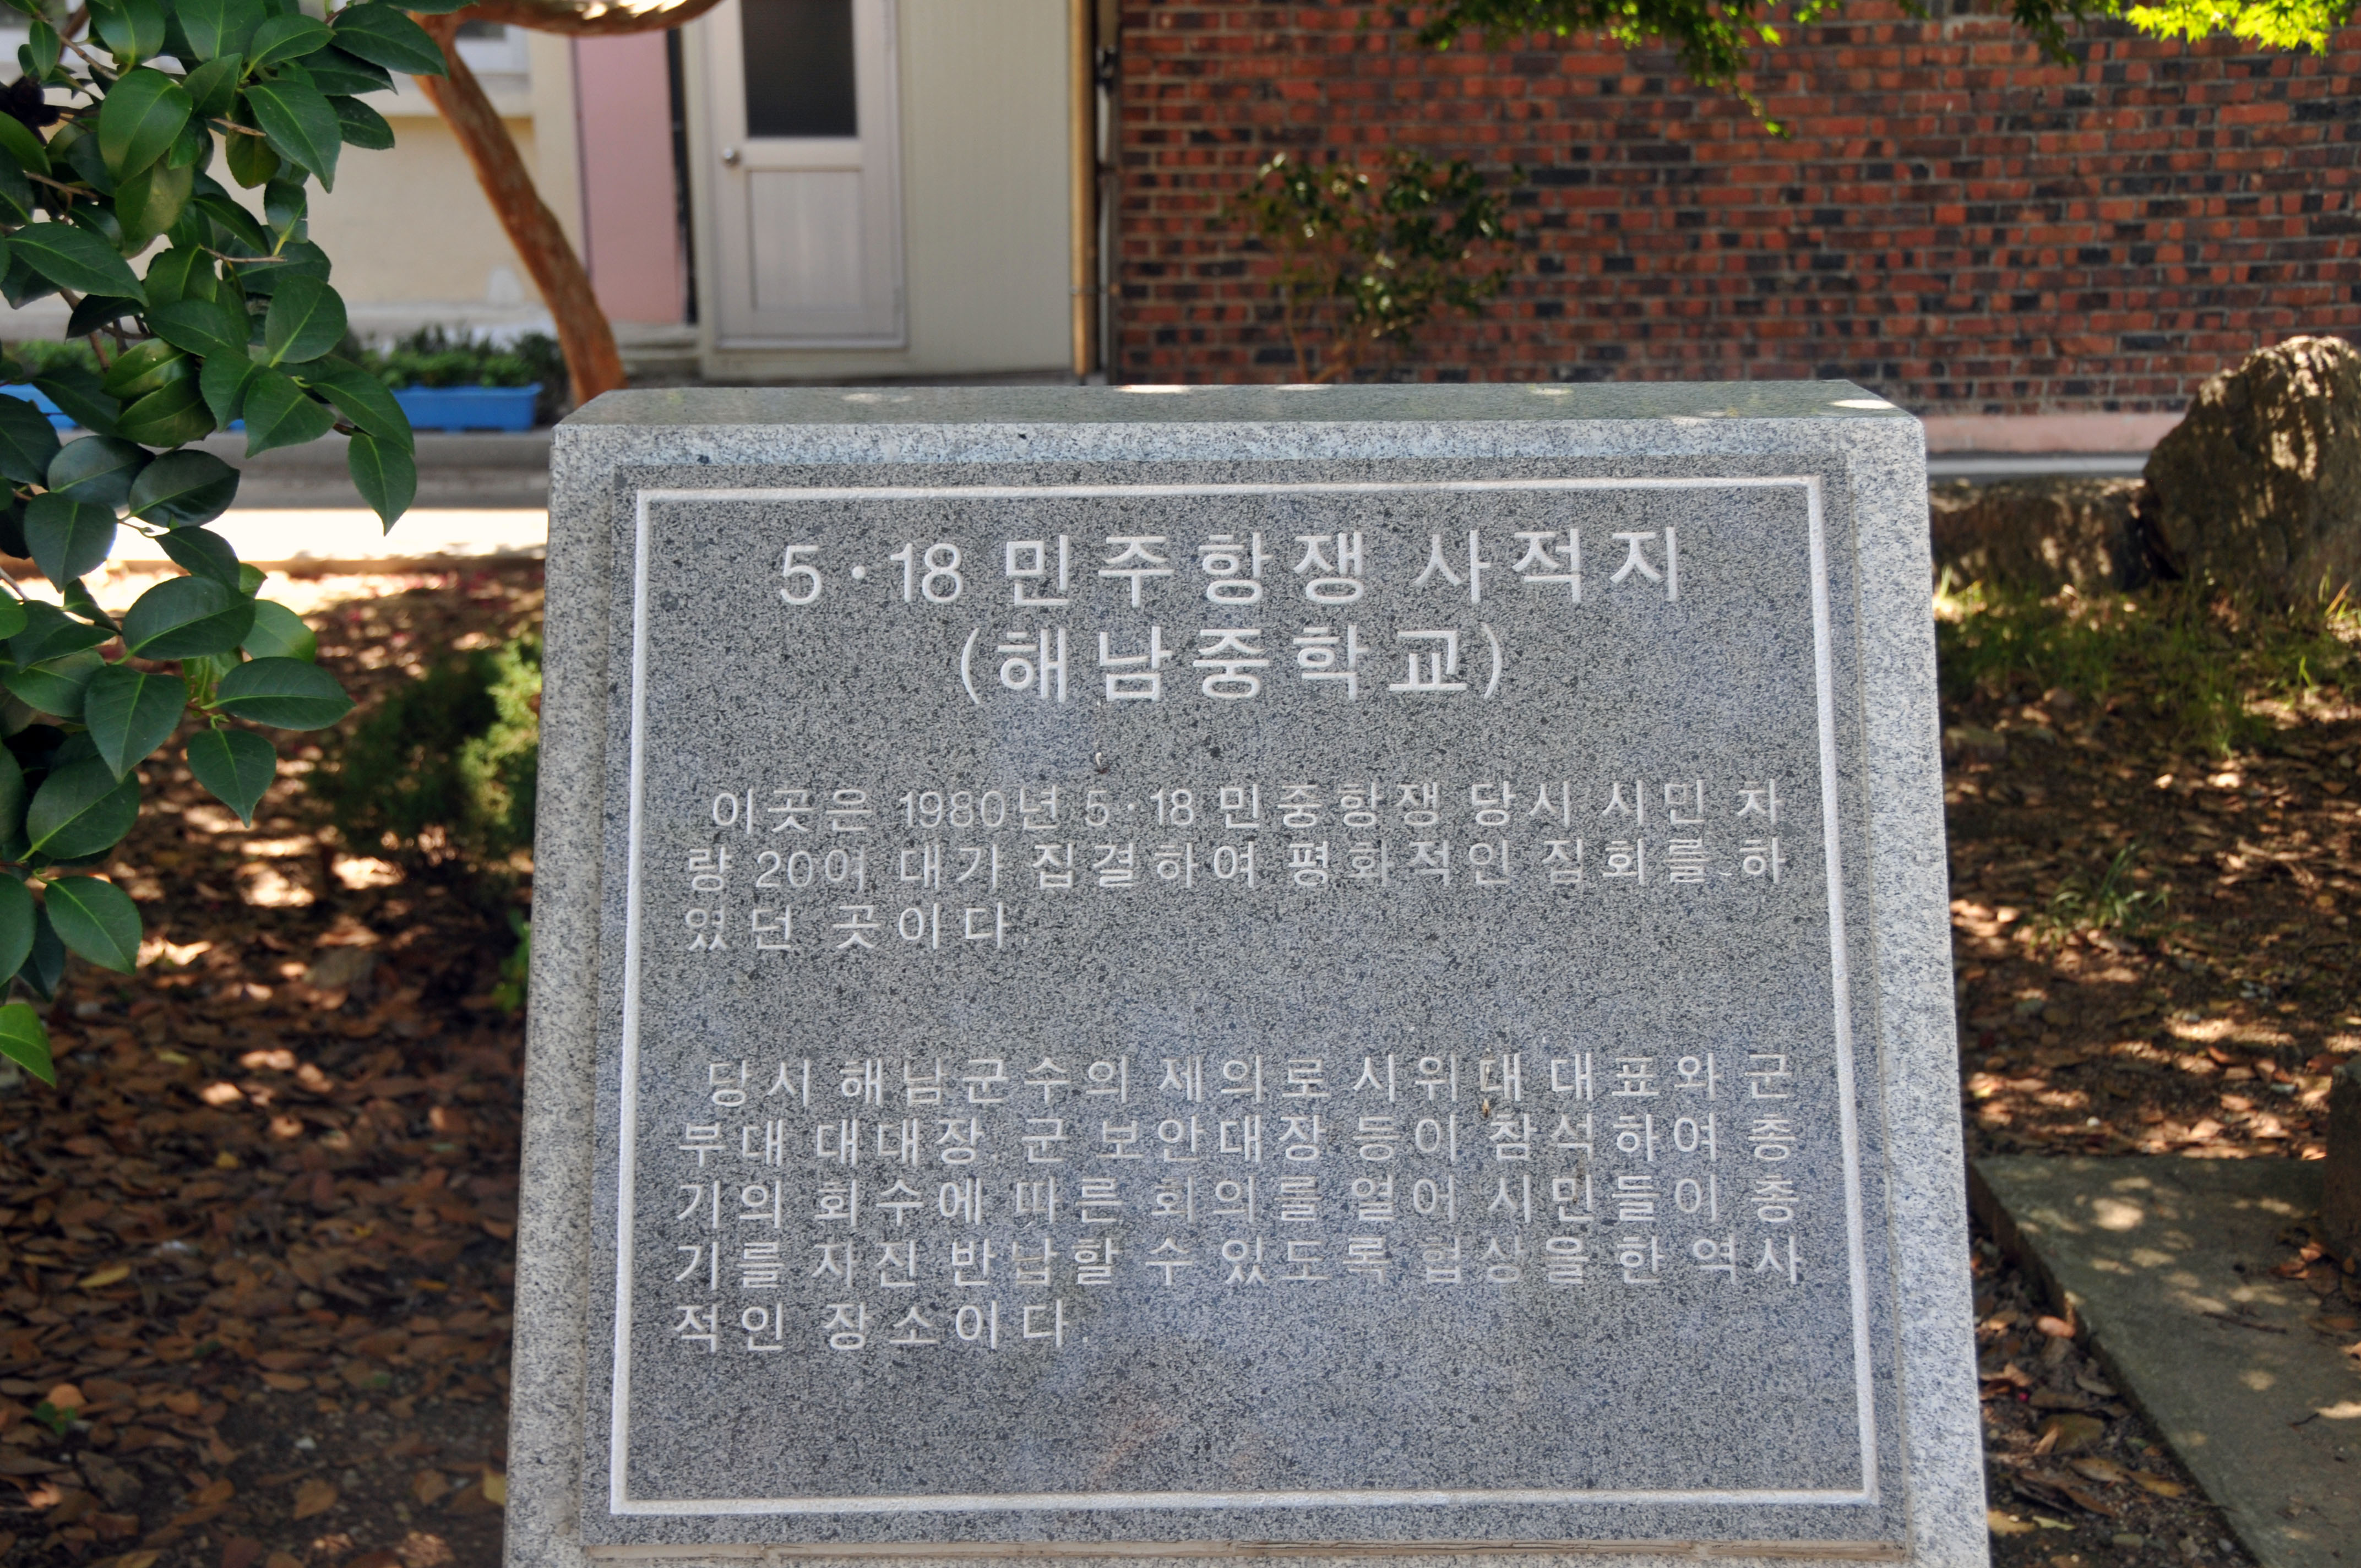 5·18 민주항쟁 사적지
(해남중학교)
이곳은 1980년 5·18 민중항쟁 당시 시민 차
량 20여 대가 집결하여 평화적인 집회를 하
였던 곳이다.
당시 해남군수의 제의로 시위대 대표와 군
부대 대대장, 군 보안대장 등이 참석하여 총
기의 회수에 따른 회의를 열어 시민들이 총
기를 자진 반납할 수 있도록 협상을 한 역사
적인 장소이다.